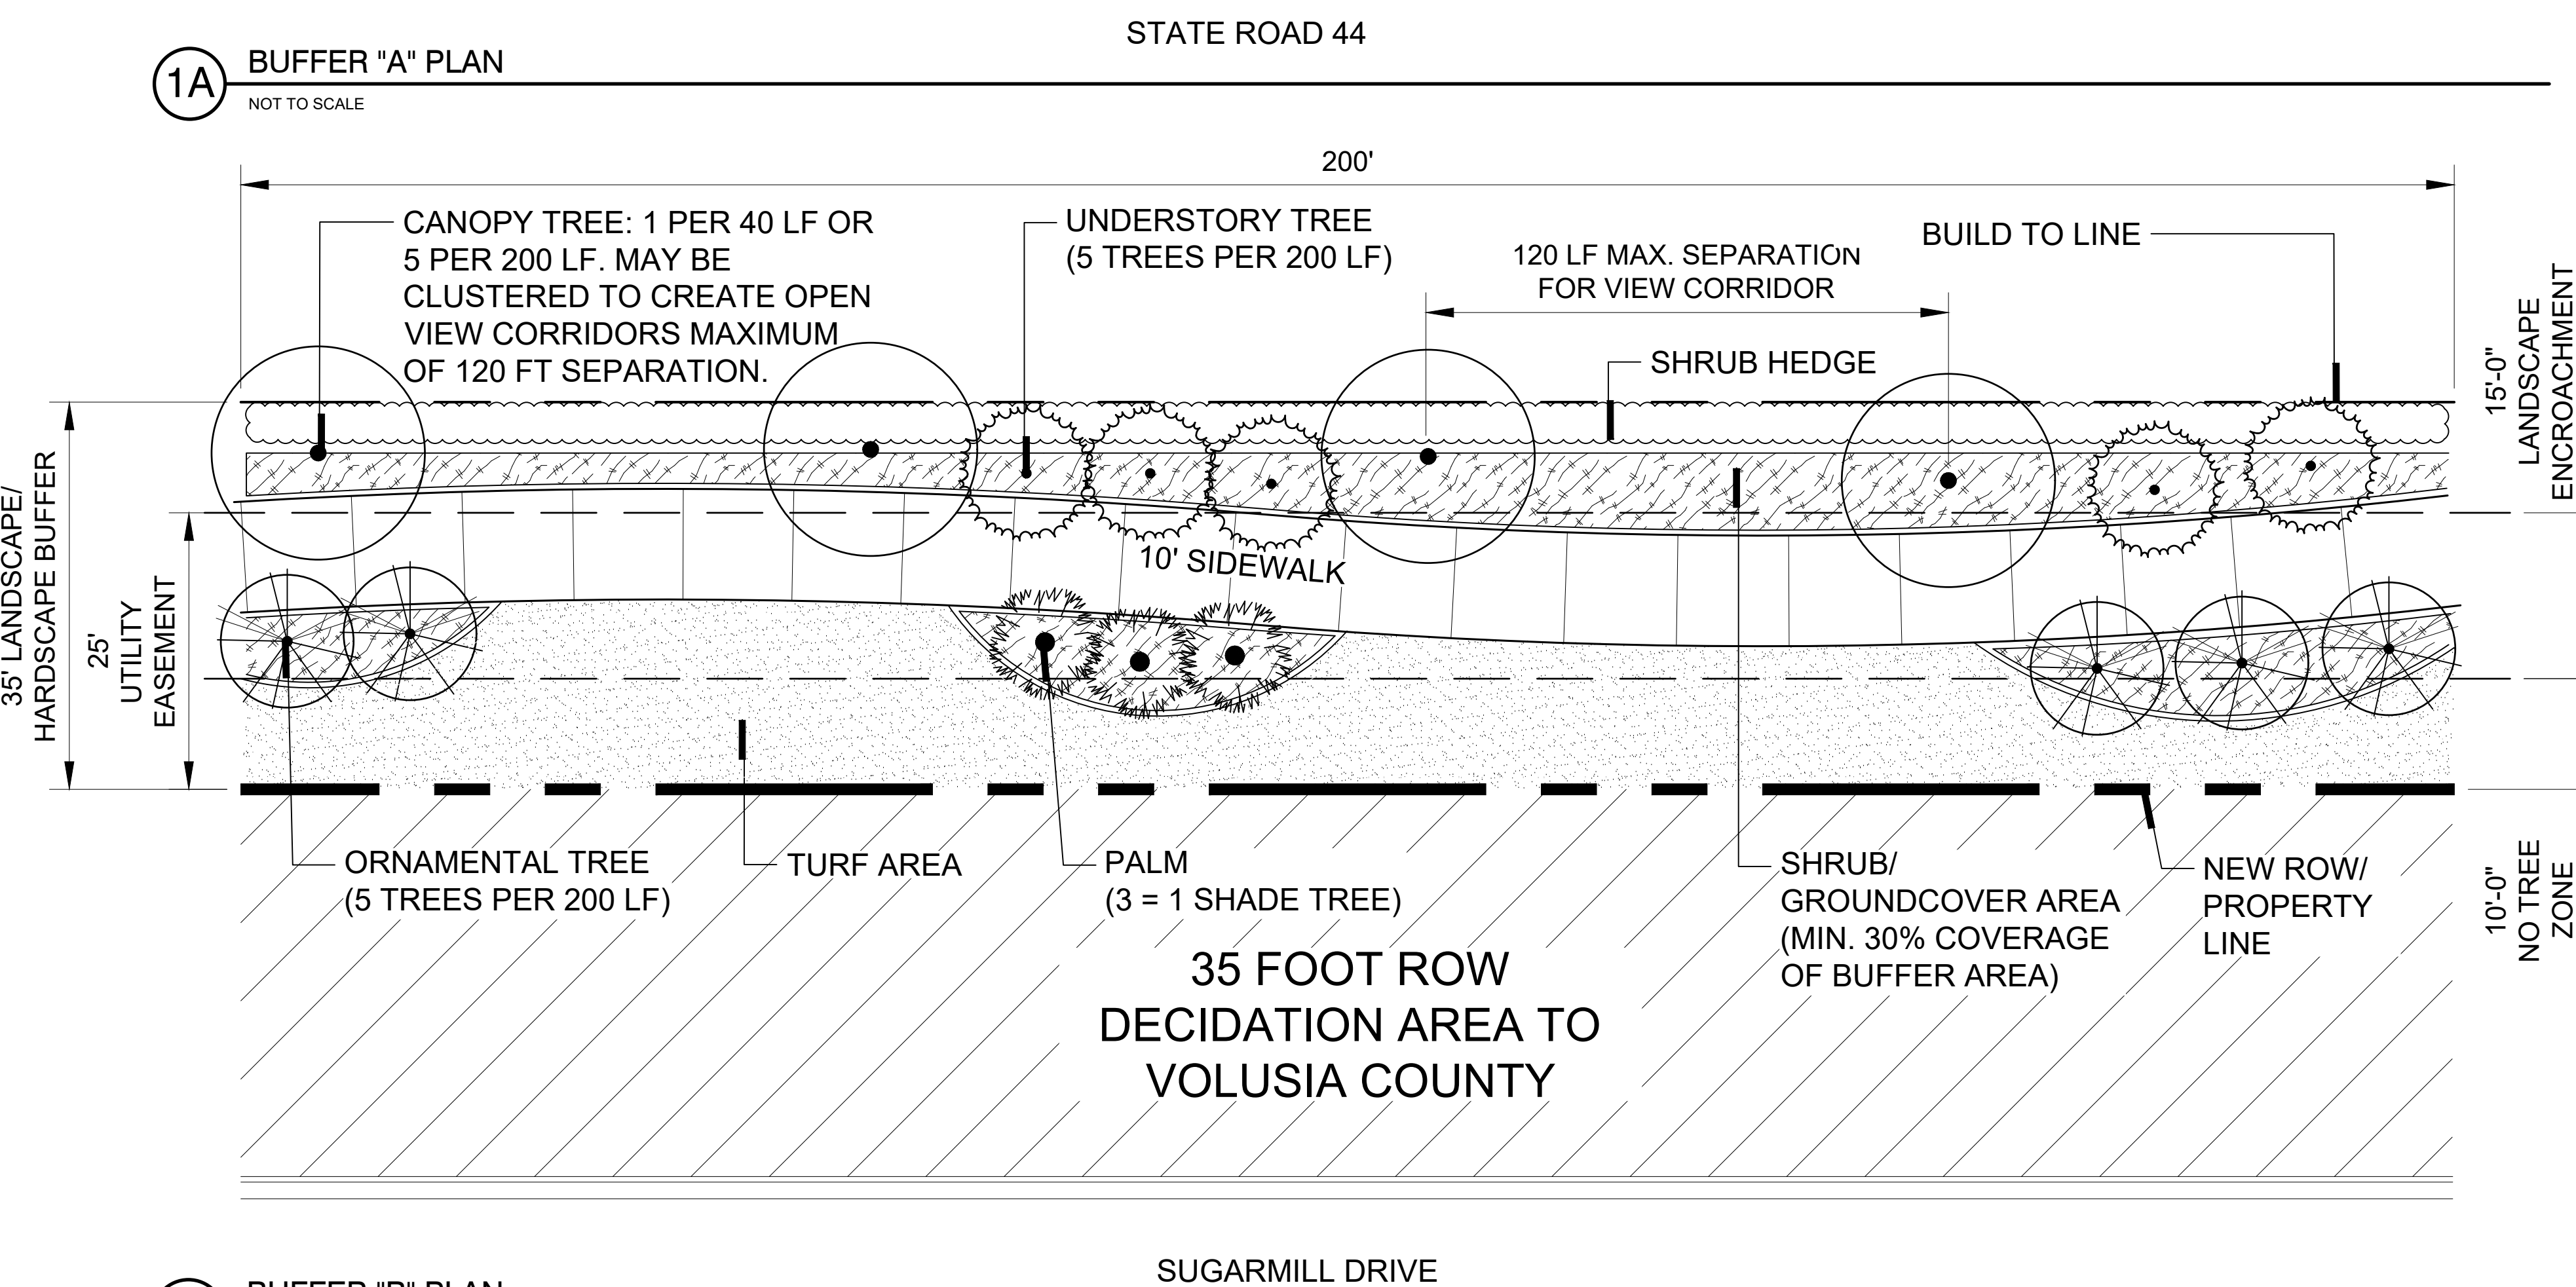 STATE ROAD 44
1A
BUFFER "A" PLAN
NOT TO SCALE
200'
CANOPY TREE: 1 PER 40 LF OR
5 PER 200 LF. MAY BE
CLUSTERED TO CREATE OPEN
VIEW CORRIDORS MAXIMUM
OF 120 FT SEPARATION.
UNDERSTORY TREE
(5 TREES PER 200 LF)
120 LF MAX. SEPARATION
FOR VIEW CORRIDOR
BUILD TO LINE
SHRUB HEDGE
15'-0"
LANDSCAPE
ENCROACHMENT
35' LANDSCAPE/
HARDSCAPE BUFFER
25'
UTILITY
EASEMENT
10' SIDEWALK
ORNAMENTAL TREE
(5 TREES PER 200 LF)
TURF AREA
PALM
(3 = 1 SHADE TREE)
SHRUB/
GROUNDCOVER AREA
(MIN. 30% COVERAGE
OF BUFFER AREA)
NEW ROW/
PROPERTY
LINE
10'-0"
NO TREE
ZONE
35 FOOT ROW
DECIDATION AREA TO
VOLUSIA COUNTY
SUGARMILL DRIVE
BUFFER "B" PLAN